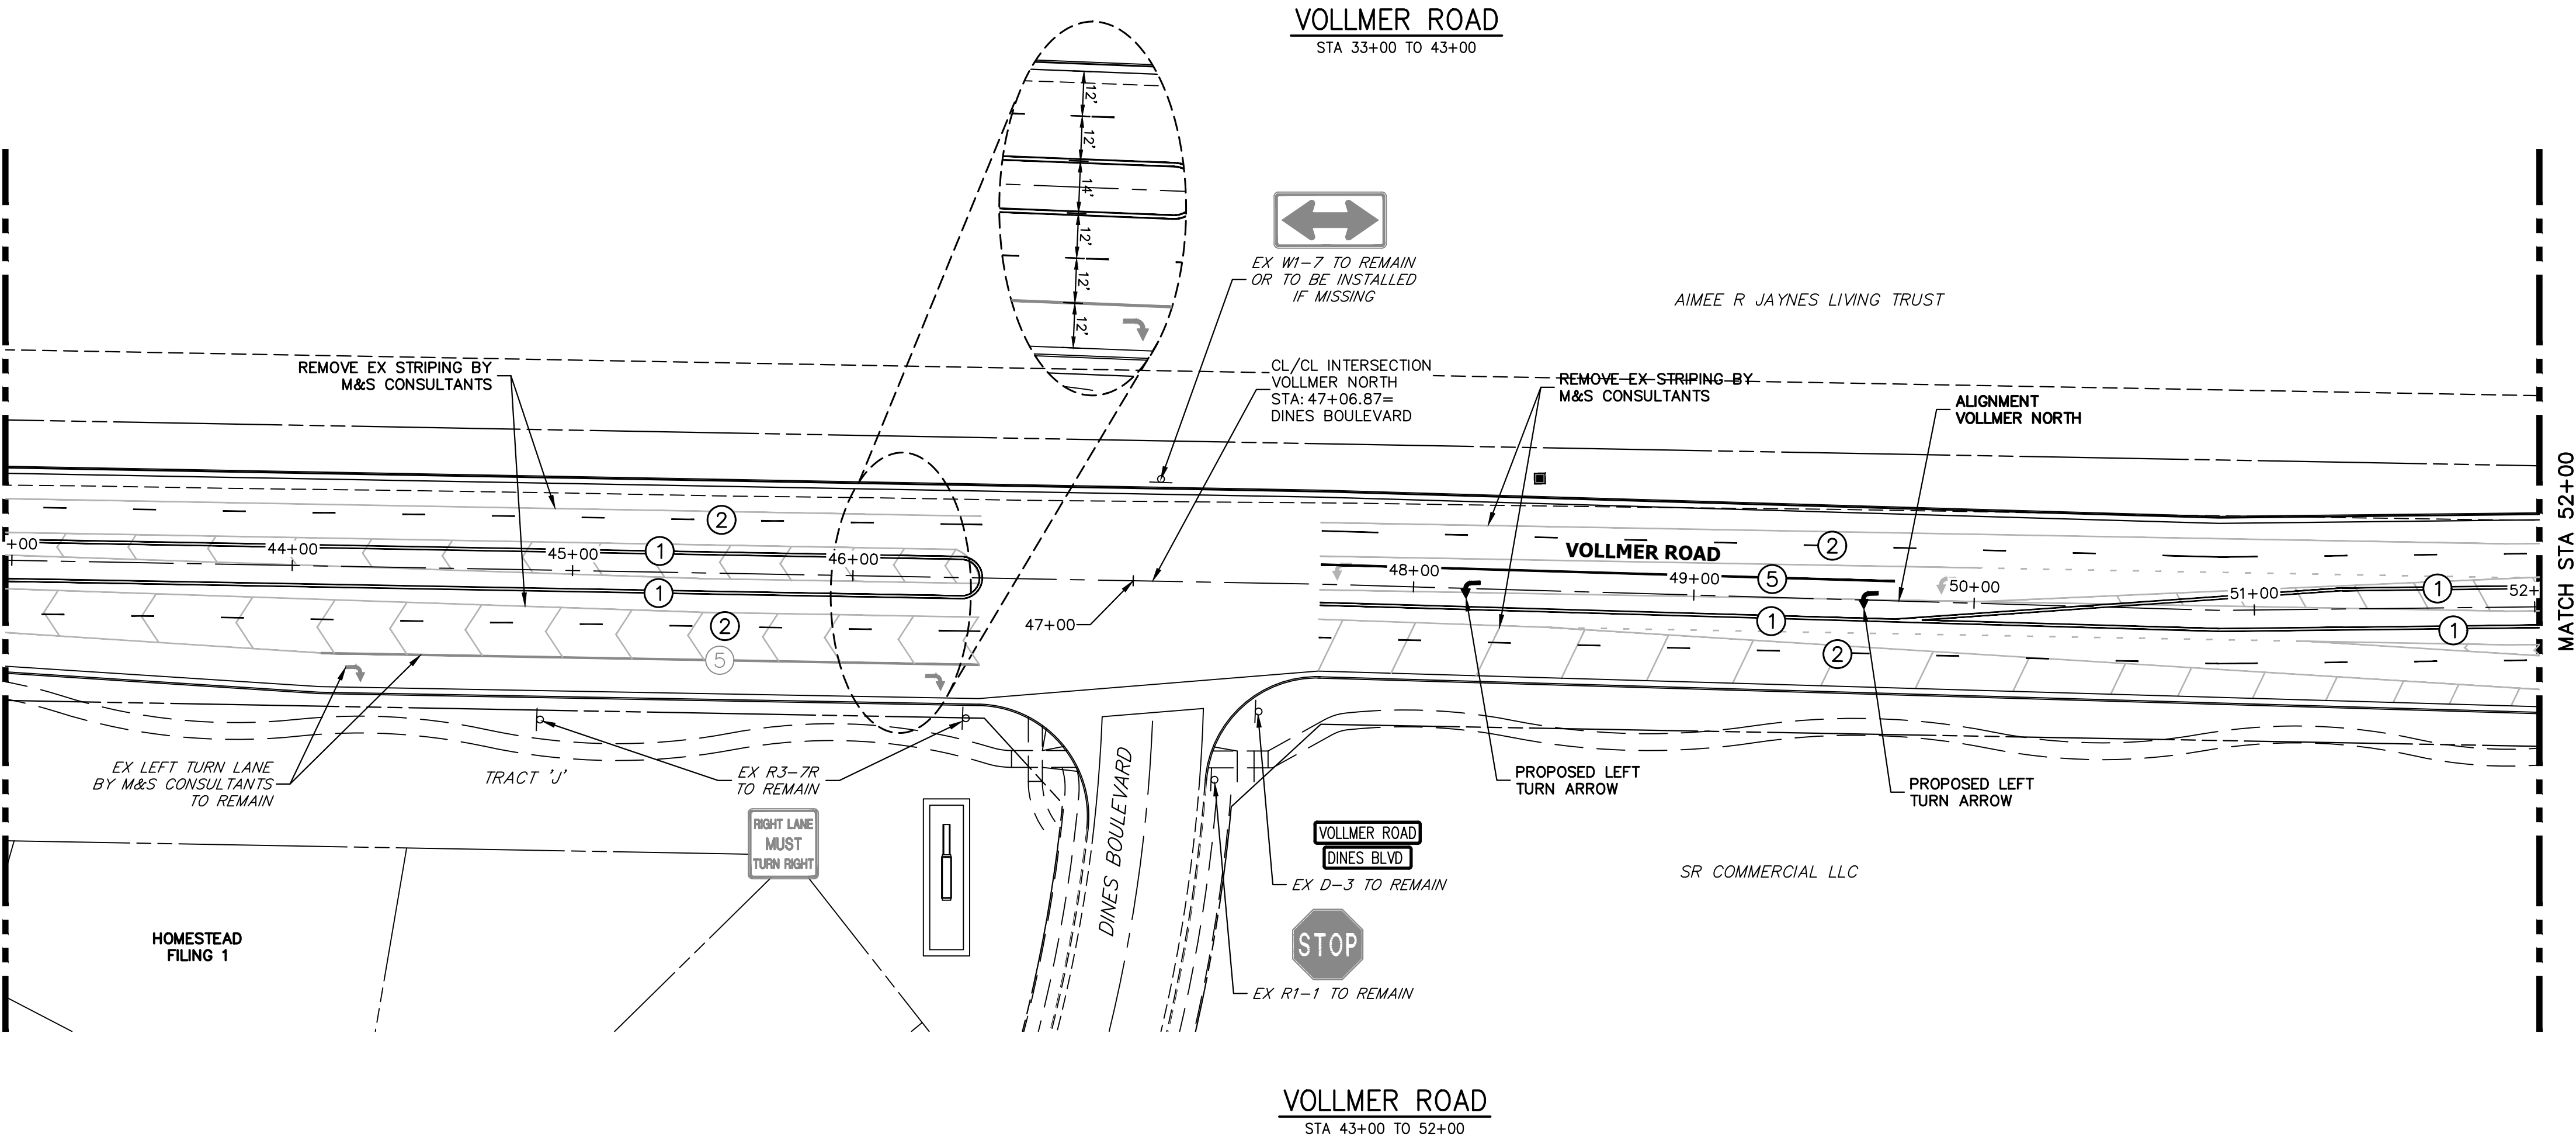 VOLLMER ROAD
STA 33+00 TO 43+00
12'
12'
14'
12'
12'
12'
EX W1-7 TO REMAIN
OR TO BE INSTALLED
IF MISSING
AIMEE R JAYNES LIVING TRUST
REMOVE EX STRIPING BY
M&S CONSULTANTS
CL/CL INTERSECTION
VOLLMER NORTH
STA: 47+06.87=
DINES BOULEVARD
REMOVE EX STRIPING BY
M&S CONSULTANTS
ALIGNMENT
VOLLMER NORTH
MATCH STA 52+00
2
2
+00
44+00
45+00
1
46+00
VOLLMER ROAD
48+00
49+00
5
50+00
51+00
1
52+
1
2
5
47+00
1
2
1
EX LEFT TURN LANE
BY M&S CONSULTANTS
TO REMAIN
TRACT 'J'
EX R3-7R
TO REMAIN
RIGHT LANE
MUST
TURN RIGHT
DINES BOULEVARD
PROPOSED LEFT
TURN ARROW
PROPOSED LEFT
TURN ARROW
VOLLMER ROAD
DINES BLVD
EX D-3 TO REMAIN
SR COMMERCIAL LLC
STOP
EX R1-1 TO REMAIN
HOMESTEAD
FILING 1
VOLLMER ROAD
STA 43+00 TO 52+00